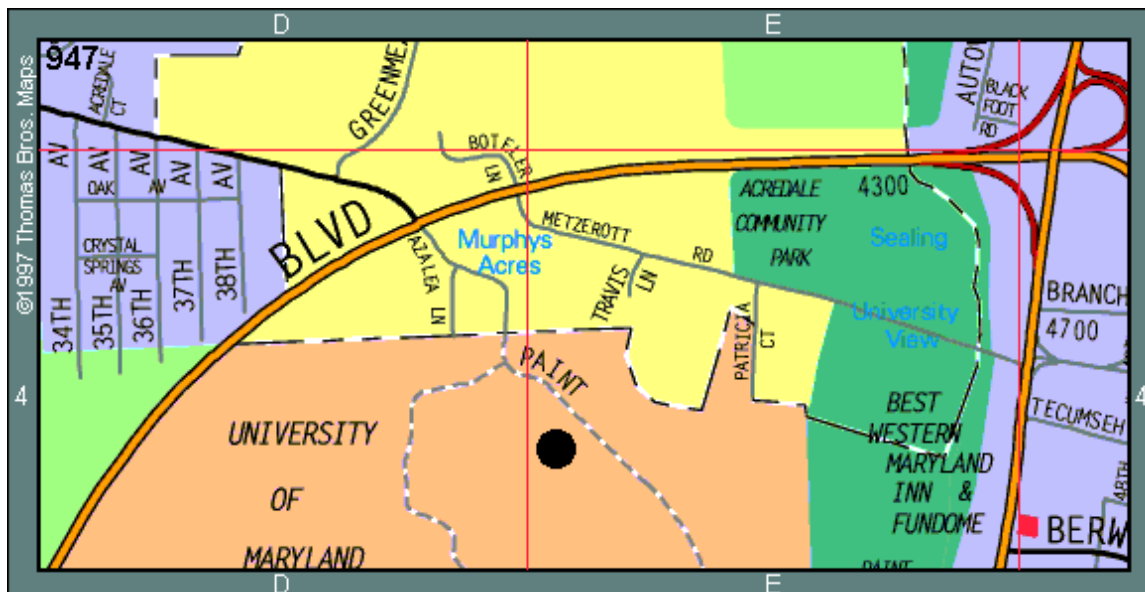 D
E
©1997 Thomas Bros. Maps
947
ACREDALE
CT
GREENME
BOTELER
LN
BLACK
FOOT
RD
34TH
AV
35TH
AV
36TH
AV
37TH
AV
38TH
AV
OAK AV
CRYSTAL
SPRINGS
AV
BLVD
AZALEA LN
Murphys
Acres
METZEROTT RD
TRAVIS
LN
PATRICIA
CT
ACREDALE
COMMUNITY
PARK
4300
Sealing
University
View
BRANCH
4700
TECUMSEH
48TH
4
4
PAINT
UNIVERSITY
OF
MARYLAND
BEST
WESTERN
MARYLAND
INN &
FUNDOME
PAINT
BERW
D
E